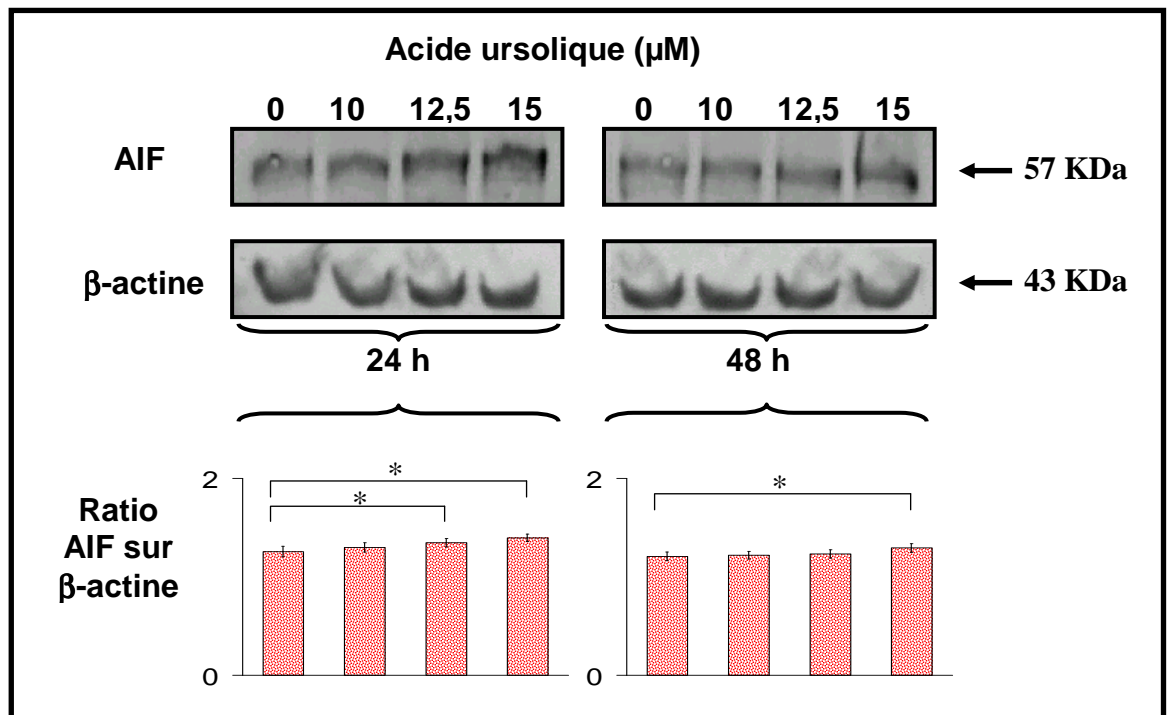 Acide ursolique (µM)
0 10 12,5 15 0 10 12,5 15
AIF
57 KDa
β-actine
43 KDa
24 h 48 h
2 * * 2 *
Ratio
AIF sur
β-actine
0 0